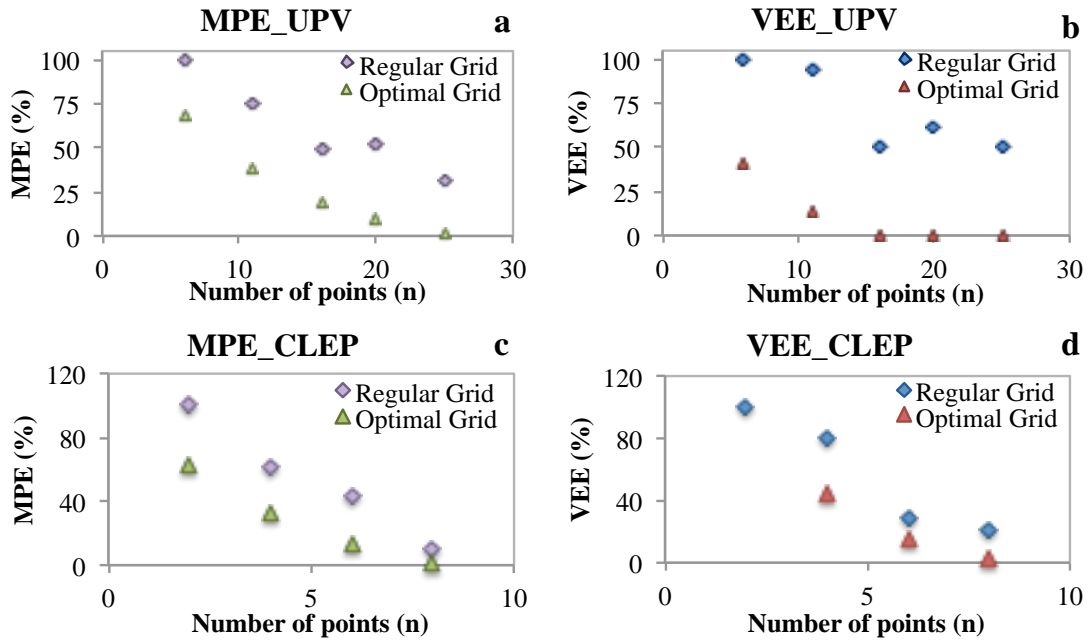 MPE_UPV
a
MPE (%)
100
75
50
25
0
Regular Grid
Optimal Grid
0
10
20
30
Number of points (n)
VEE_UPV
b
VEE (%)
100
75
50
25
0
Regular Grid
Optimal Grid
0
10
20
30
Number of points (n)
MPE_CLEP
c
MPE (%)
120
80
40
0
Regular Grid
Optimal Grid
0
5
10
Number of points (n)
VEE_CLEP
d
VEE (%)
120
80
40
0
Regular Grid
Optimal Grid
0
5
10
Number of points (n)